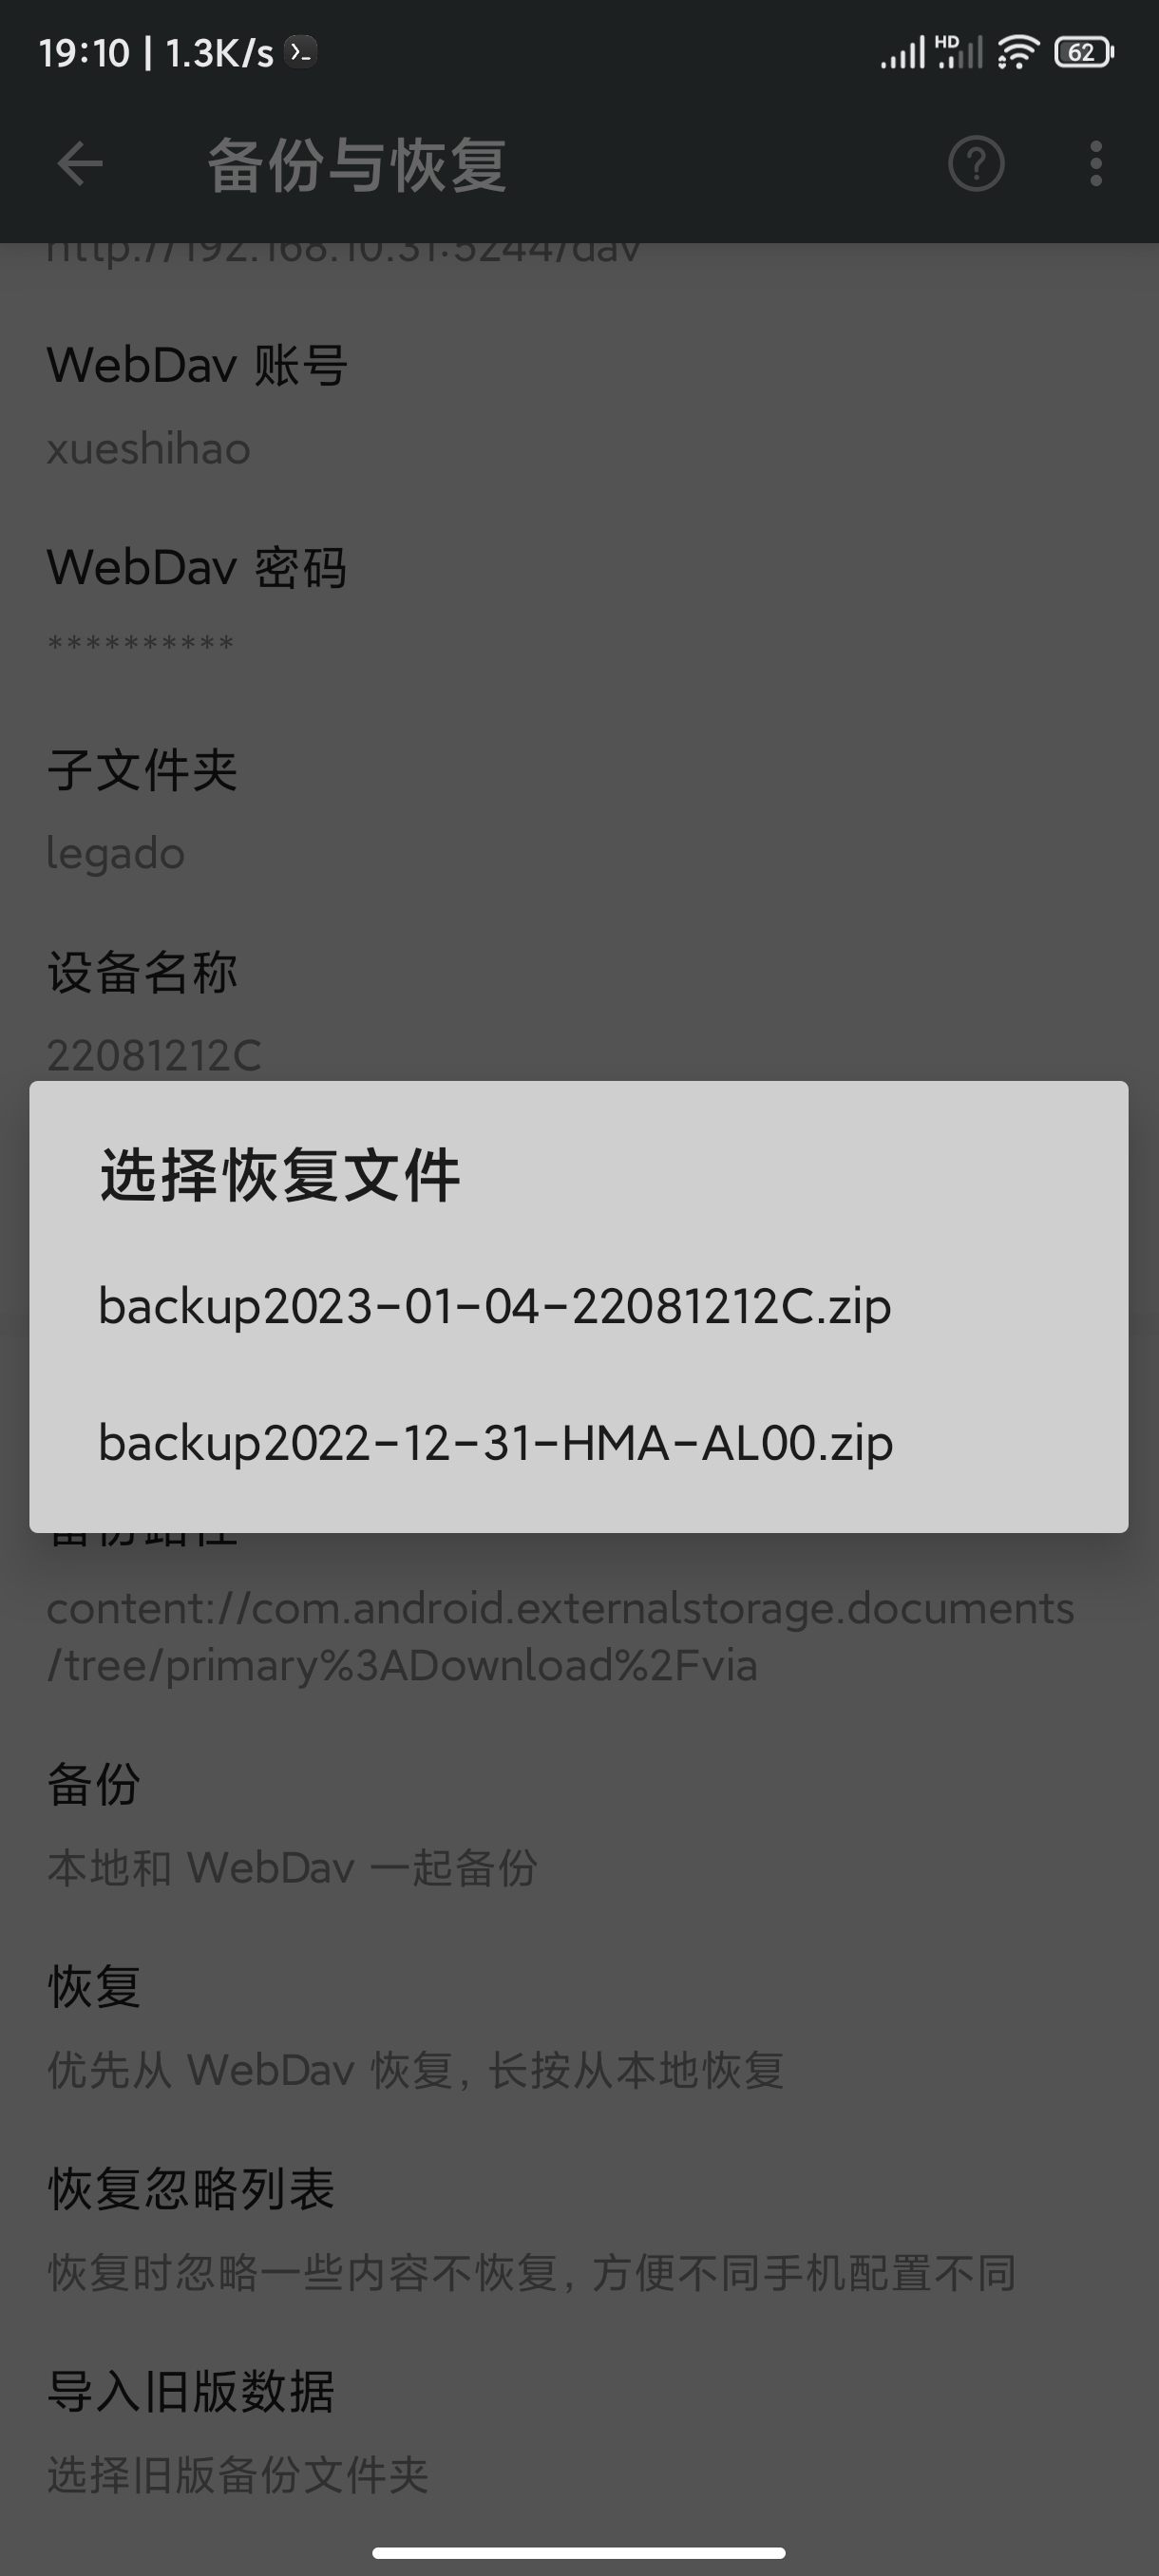 19:10 | 1.3K/s
HD
62
备份与恢复
http://192.168.10.31:5244/dav
WebDav 账号
xueshihao
WebDav 密码
**********
子文件夹
legado
设备名称
22081212C
选择恢复文件
backup2023-01-04-22081212C.zip
backup2022-12-31-HMA-AL00.zip
备份路径
content://com.android.externalstorage.documents
/tree/primary%3ADownload%2Fvia
备份
本地和 WebDav 一起备份
恢复
优先从 WebDav 恢复，长按从本地恢复
恢复忽略列表
恢复时忽略一些内容不恢复，方便不同手机配置不同
导入旧版数据
选择旧版备份文件夹